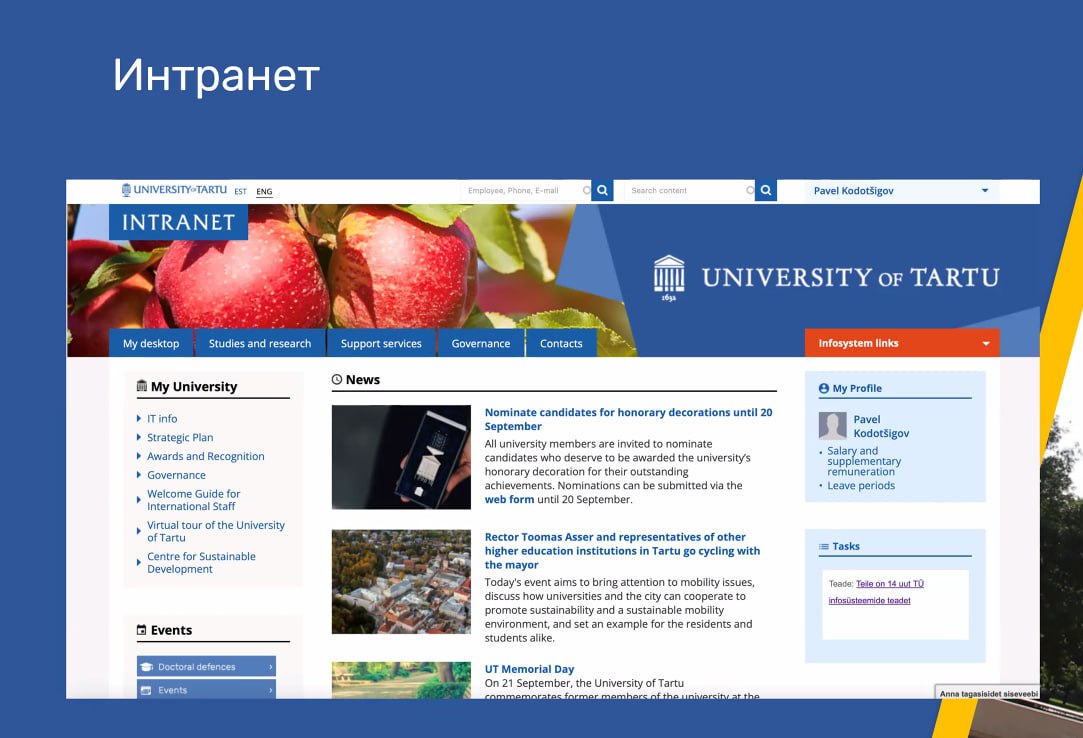 Интранет
UNIVERSITY OF TARTU EST ENG
Employee, Phone, E-mail
Search content
Pavel Kodotšigov
INTRANET
1632
UNIVERSITY OF TARTU
My desktop
Studies and research
Support services
Governance
Contacts
Infosystem links
My University
IT info
Strategic Plan
Awards and Recognition
Governance
Welcome Guide for
International Staff
Virtual tour of the University
of Tartu
Centre for Sustainable
Development
Events
Doctoral defences
Events
News
Nominate candidates for honorary decorations until 20
September
All university members are invited to nominate
candidates who deserve to be awarded the university's
honorary decoration for their outstanding
achievements. Nominations can be submitted via the
web form until 20 September.
Rector Toomas Asser and representatives of other
higher education institutions in Tartu go cycling with
the mayor
Today's event aims to bring attention to mobility issues,
discuss how universities and the city can cooperate to
promote sustainability and a sustainable mobility
environment, and set an example for the residents and
students alike.
UT Memorial Day
On 21 September, the University of Tartu
commemorates former members of the university at the
My Profile
Pavel
Kodotšigov
Salary and
supplementary
remuneration
Leave periods
Tasks
Teade: Teile on 14 uut TÜ
infosüsteemide teadet
Anna tagasisidet siseveebi